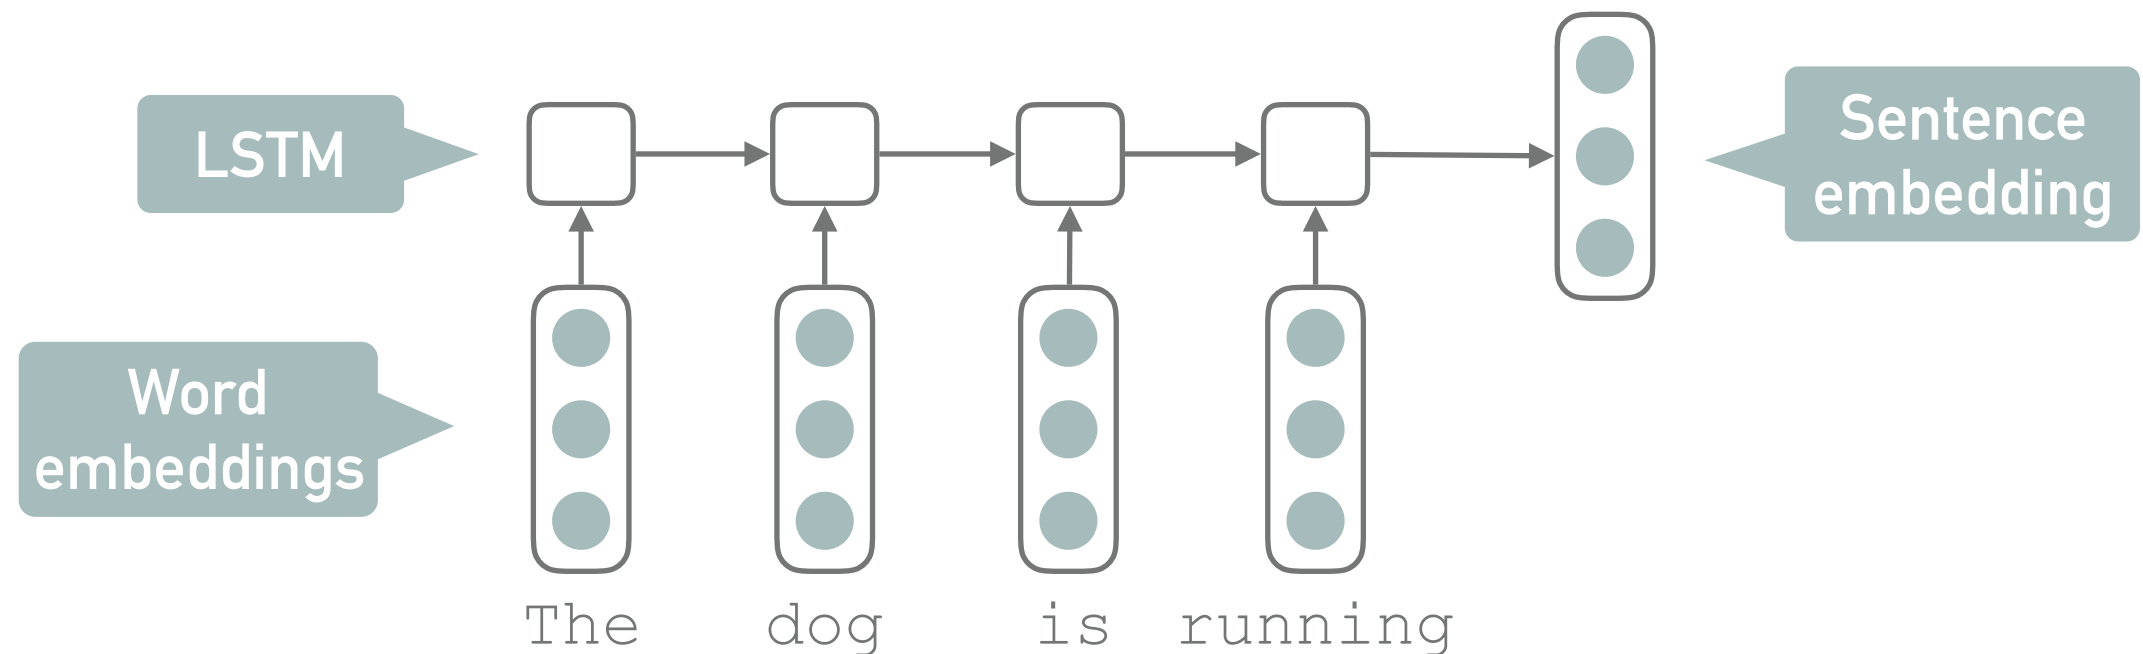 LSTM
Sentence
embedding
Word
embeddings
The dog is running